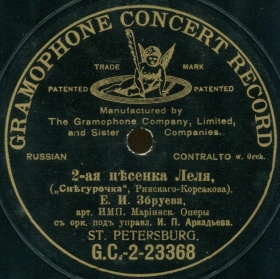 GRAMOPHONE CONCERT RECORD
TRADE MARK
PATENTED PATENTED
Manufactured by
The Gramophone Company, Limited,
and Sister Companies.
RUSSIAN CONTRALTO w. Orch.
2-ая пѣсенка Леля,
(„Снѣгурочка", Римскаго-Корсакова).
Е. И. Збруева,
арт. ИМП. Маріинск. Оперы
съ орк. подъ управл. И. П. Аркадьева.
ST. PETERSBURG.
G.C.-2-23368